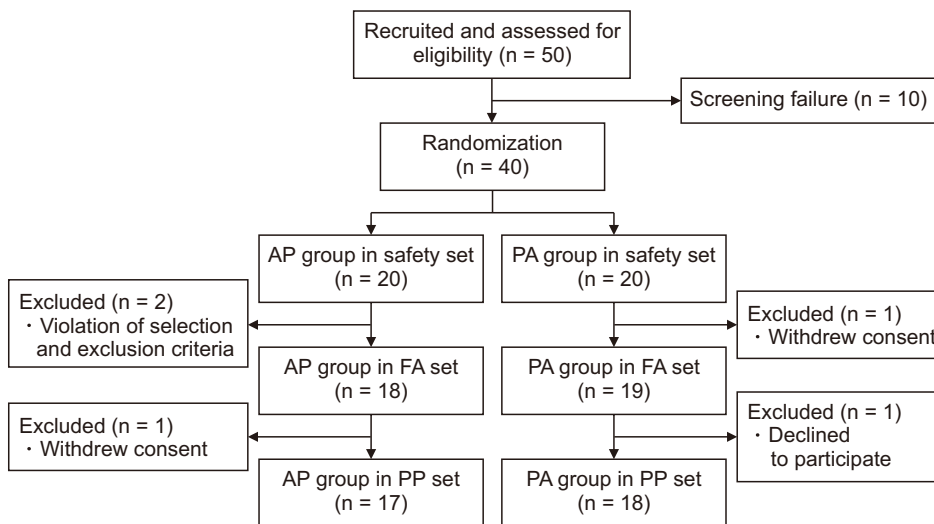 Recruited and assessed for
eligibility (n = 50)
Screening failure (n = 10)
Randomization
(n = 40)
AP group in safety set
(n = 20)
PA group in safety set
(n = 20)
Excluded (n = 2)
・Violation of selection
and exclusion criteria
Excluded (n = 1)
・Withdrew consent
AP group in FA set
(n = 18)
PA group in FA set
(n = 19)
Excluded (n = 1)
・Withdrew consent
Excluded (n = 1)
・Declined
to participate
AP group in PP set
(n = 17)
PA group in PP set
(n = 18)